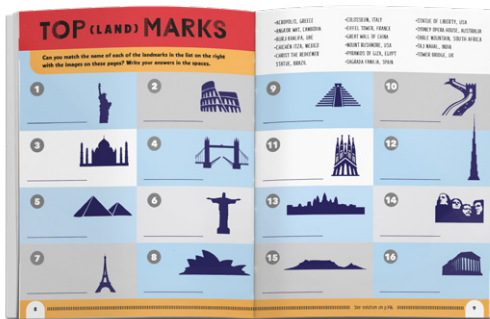 TOP (LAND) MARKS
Can you match the name of each of the landmarks in the list on the right
with the images on these pages? Write your answers in the spaces.
•ACROPOLIS, GREECE
•ANGKOR WAT, CAMBODIA
•BURJ KHALIFA, UAE
•CHICHÉN ITZÁ, MEXICO
•CHRIST THE REDEEMER
STATUE, BRAZIL
•COLOSSEUM, ITALY
•EIFFEL TOWER, FRANCE
•GREAT WALL OF CHINA
•MOUNT RUSHMORE, USA
•PYRAMIDS OF GIZA, EGYPT
•SAGRADA FAMILIA, SPAIN
•STATUE OF LIBERTY, USA
•SYDNEY OPERA HOUSE, AUSTRALIA
•TABLE MOUNTAIN, SOUTH AFRICA
•TAJ MAHAL, INDIA
•TOWER BRIDGE, UK
1
2
3
4
5
6
7
8
9
10
11
12
13
14
15
16
8
9